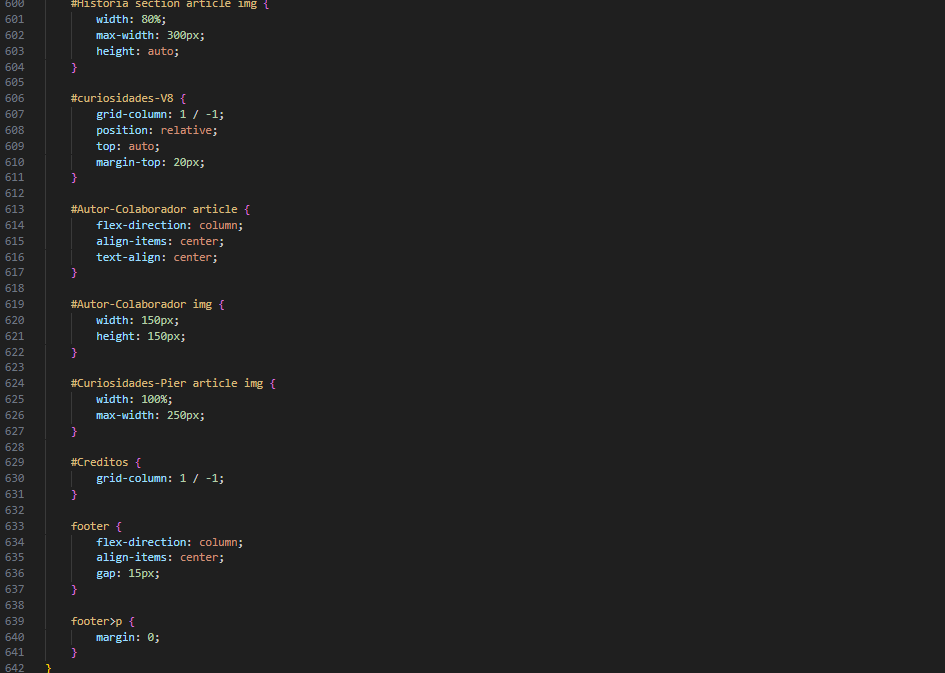 600 #Historia section article img {
601 width: 80%;
602 max-width: 300px;
603 height: auto;
604 }
605
606 #curiosidades-V8 {
607 grid-column: 1 / -1;
608 position: relative;
609 top: auto;
610 margin-top: 20px;
611 }
612
613 #Autor-Colaborador article {
614 flex-direction: column;
615 align-items: center;
616 text-align: center;
617 }
618
619 #Autor-Colaborador img {
620 width: 150px;
621 height: 150px;
622 }
623
624 #Curiosidades-Pier article img {
625 width: 100%;
626 max-width: 250px;
627 }
628
629 #Creditos {
630 grid-column: 1 / -1;
631 }
632
633 footer {
634 flex-direction: column;
635 align-items: center;
636 gap: 15px;
637 }
638
639 footer>p {
640 margin: 0;
641 }
642 }